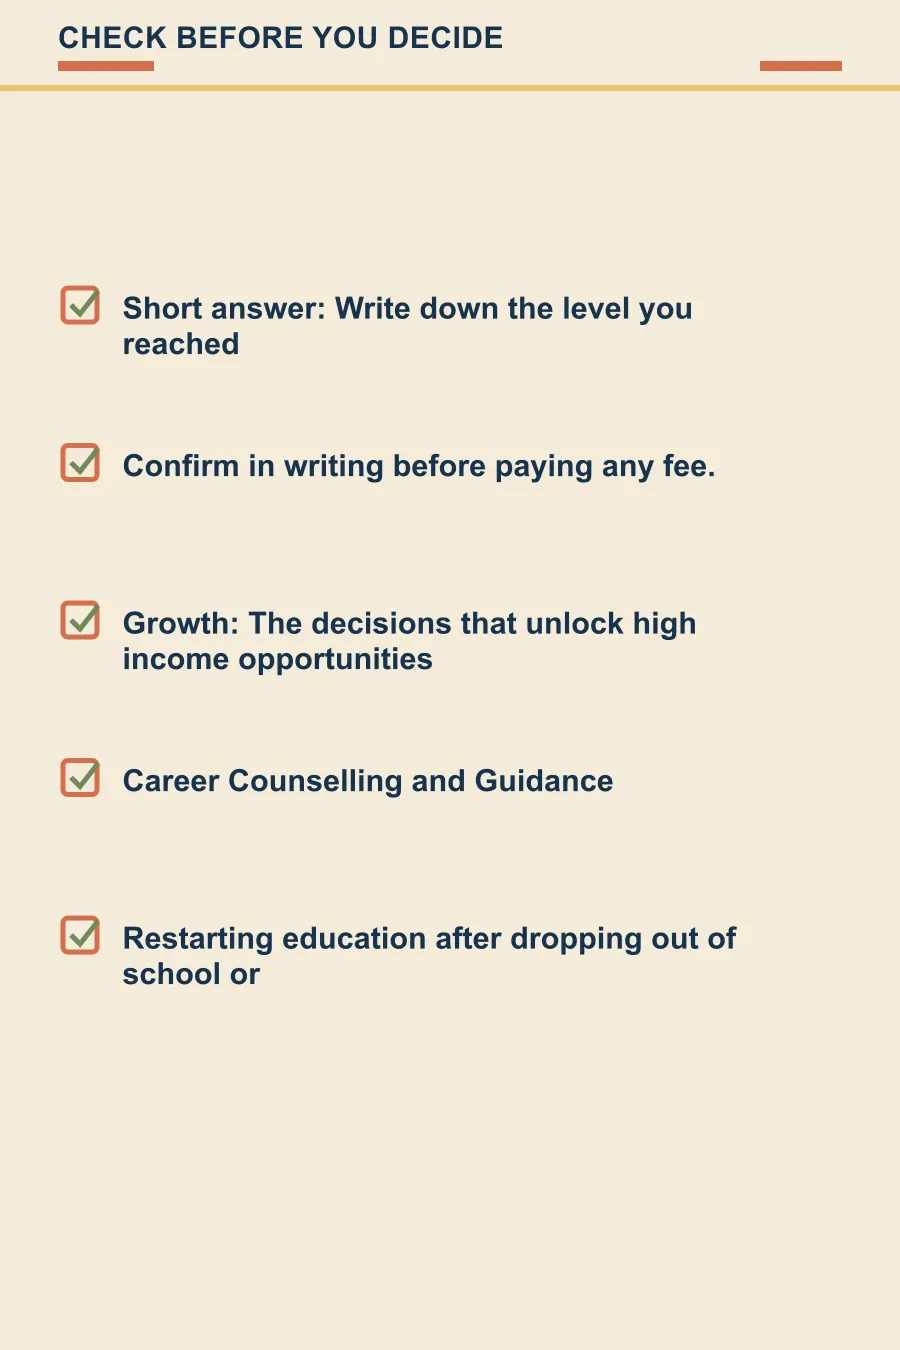 CHECK BEFORE YOU DECIDE
Short answer: Write down the level you
reached
Confirm in writing before paying any fee.
Growth: The decisions that unlock high
income opportunities
Career Counselling and Guidance
Restarting education after dropping out of
school or